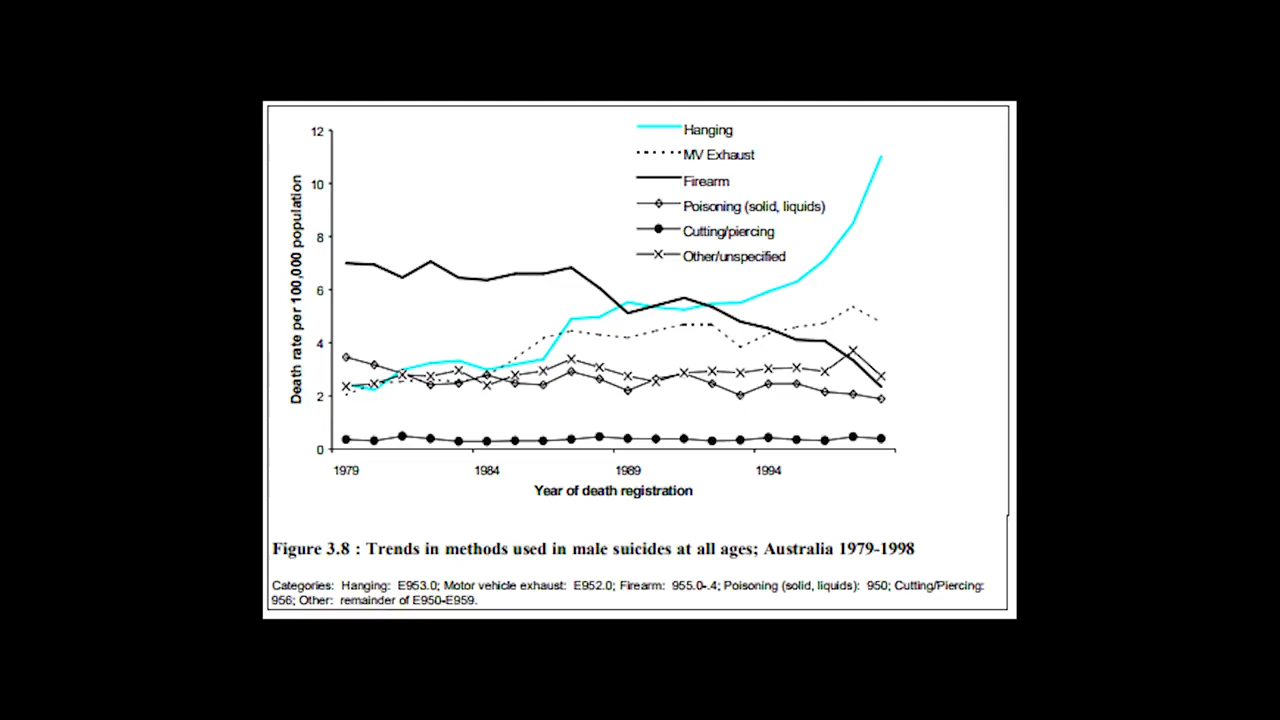 Hanging
MV Exhaust
Firearm
Poisoning (solid, liquids)
Cutting/piercing
Other/unspecified
Death rate per 100,000 population
12
10
8
6
4
2
0
1979 1984 1989 1994
Year of death registration
Figure 3.8 : Trends in methods used in male suicides at all ages; Australia 1979-1998
Categories: Hanging: E953.0; Motor vehicle exhaust: E952.0; Firearm: 955.0-.4; Poisoning (solid, liquids): 950; Cutting/Piercing:
956; Other: remainder of E950-E959.